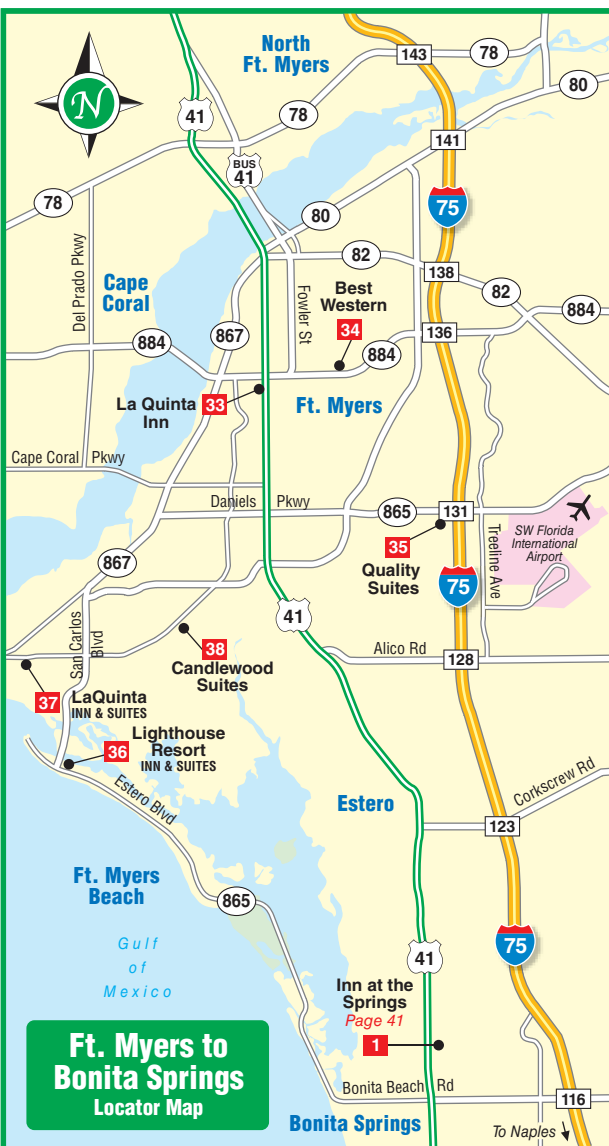 North
Ft. Myers
143
78
80
41
78
BUS
41
141
N
78
80
75
82
138
82
Cape
Coral
Del Prado Pkwy
Fowler St
Best
Western
34
884
867
884
136
884
La Quinta
Inn
33
Ft. Myers
Cape Coral Pkwy
Daniels Pkwy
865
131
SW Florida
International
Airport
35
Quality
Suites
Treeline Ave
867
75
41
San Carlos
Blvd
38
Candlewood
Suites
Alico Rd
128
37
LaQuinta
INN & SUITES
36
Lighthouse
Resort
INN & SUITES
Estero Blvd
Estero
Corkscrew Rd
123
Ft. Myers
Beach
865
Gulf
of
Mexico
41
75
Inn at the
Springs
Page 41
1
Ft. Myers to
Bonita Springs
Locator Map
Bonita Beach Rd
116
Bonita Springs
To Naples